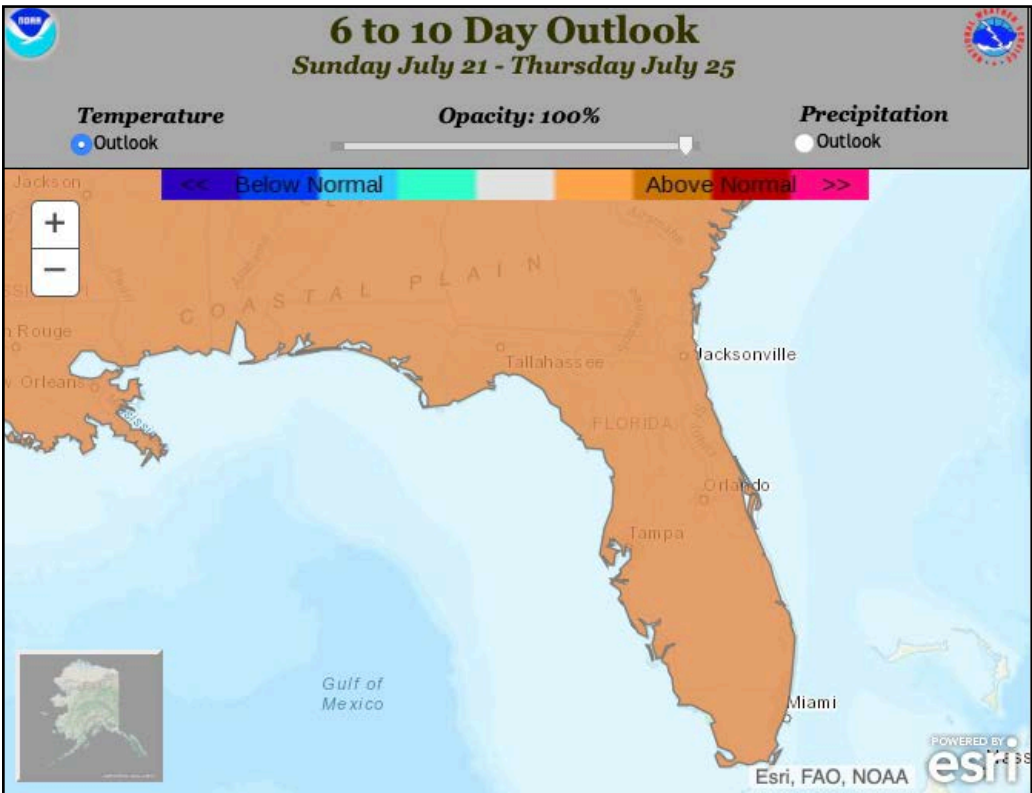 NOAA
6 to 10 Day Outlook
Sunday July 21 - Thursday July 25
Temperature
Opacity: 100%
Precipitation
Outlook
Outlook
<< Below Normal
Above Normal >>
Jackson
+
−
COASTAL PLAIN
Rouge
Tallahassee
Jacksonville
Orleans
FLORIDA
Orlando
Tampa
Gulf of
Mexico
Miami
POWERED BY
esri
Esri, FAO, NOAA